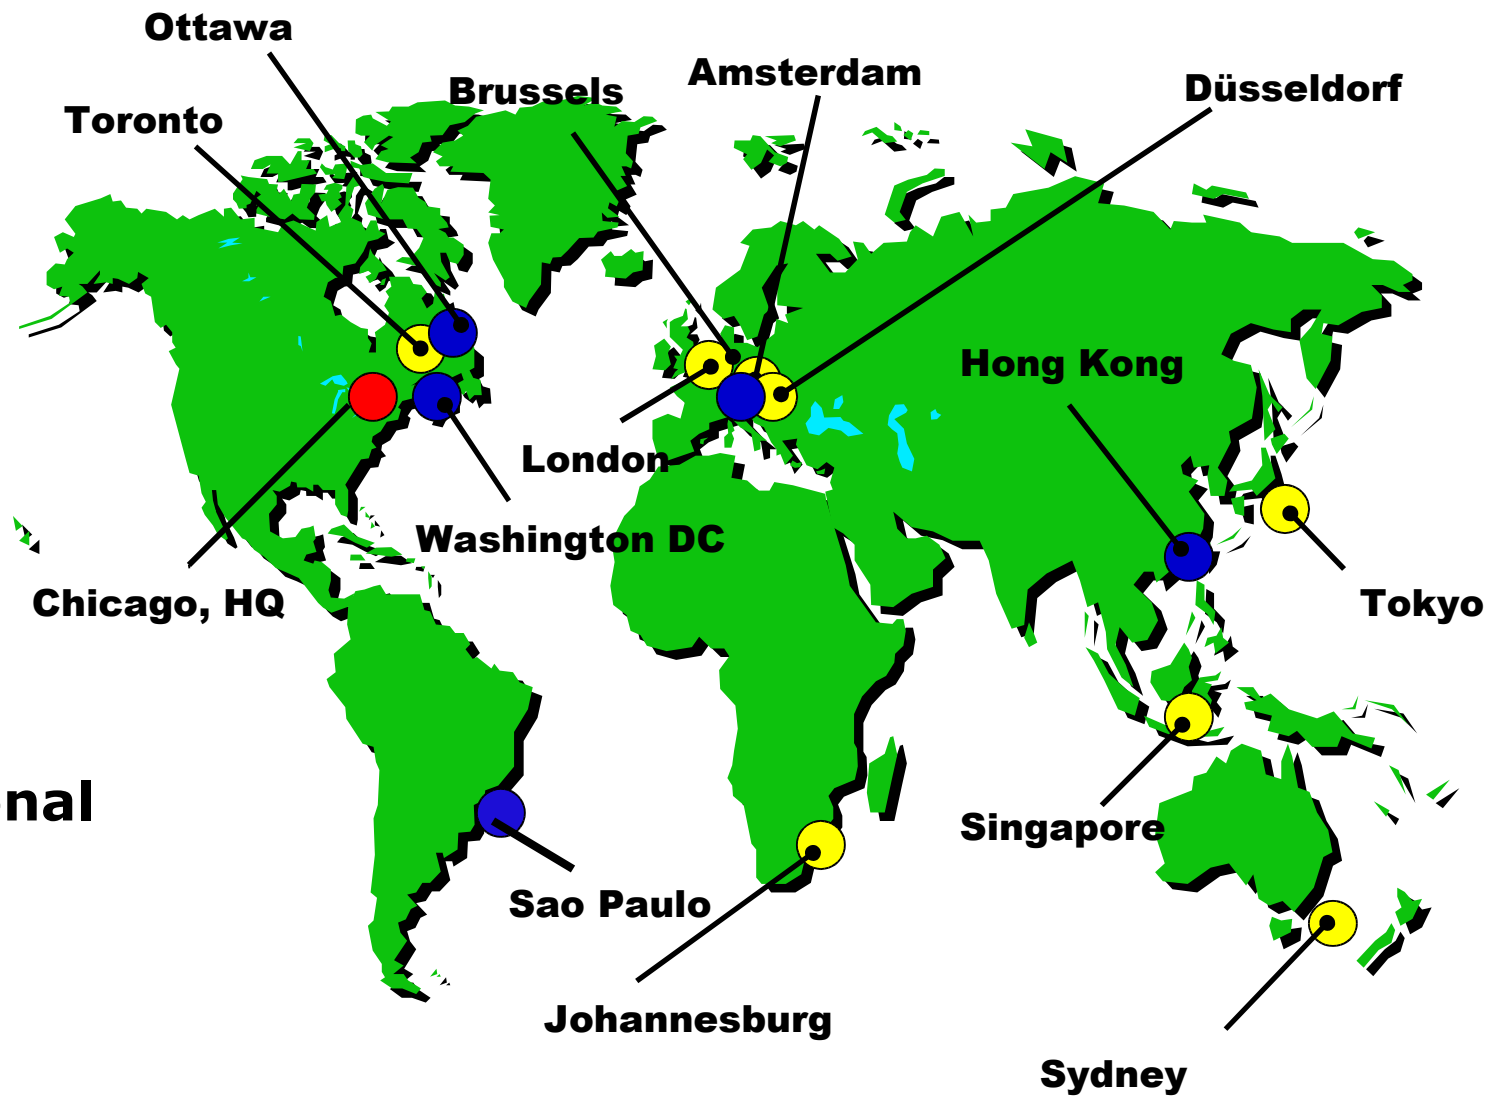 Ottawa
Amsterdam
Brussels
Düsseldorf
Toronto
Hong Kong
London
Washington DC
Chicago, HQ
Tokyo
nal
Singapore
Sao Paulo
Johannesburg
Sydney